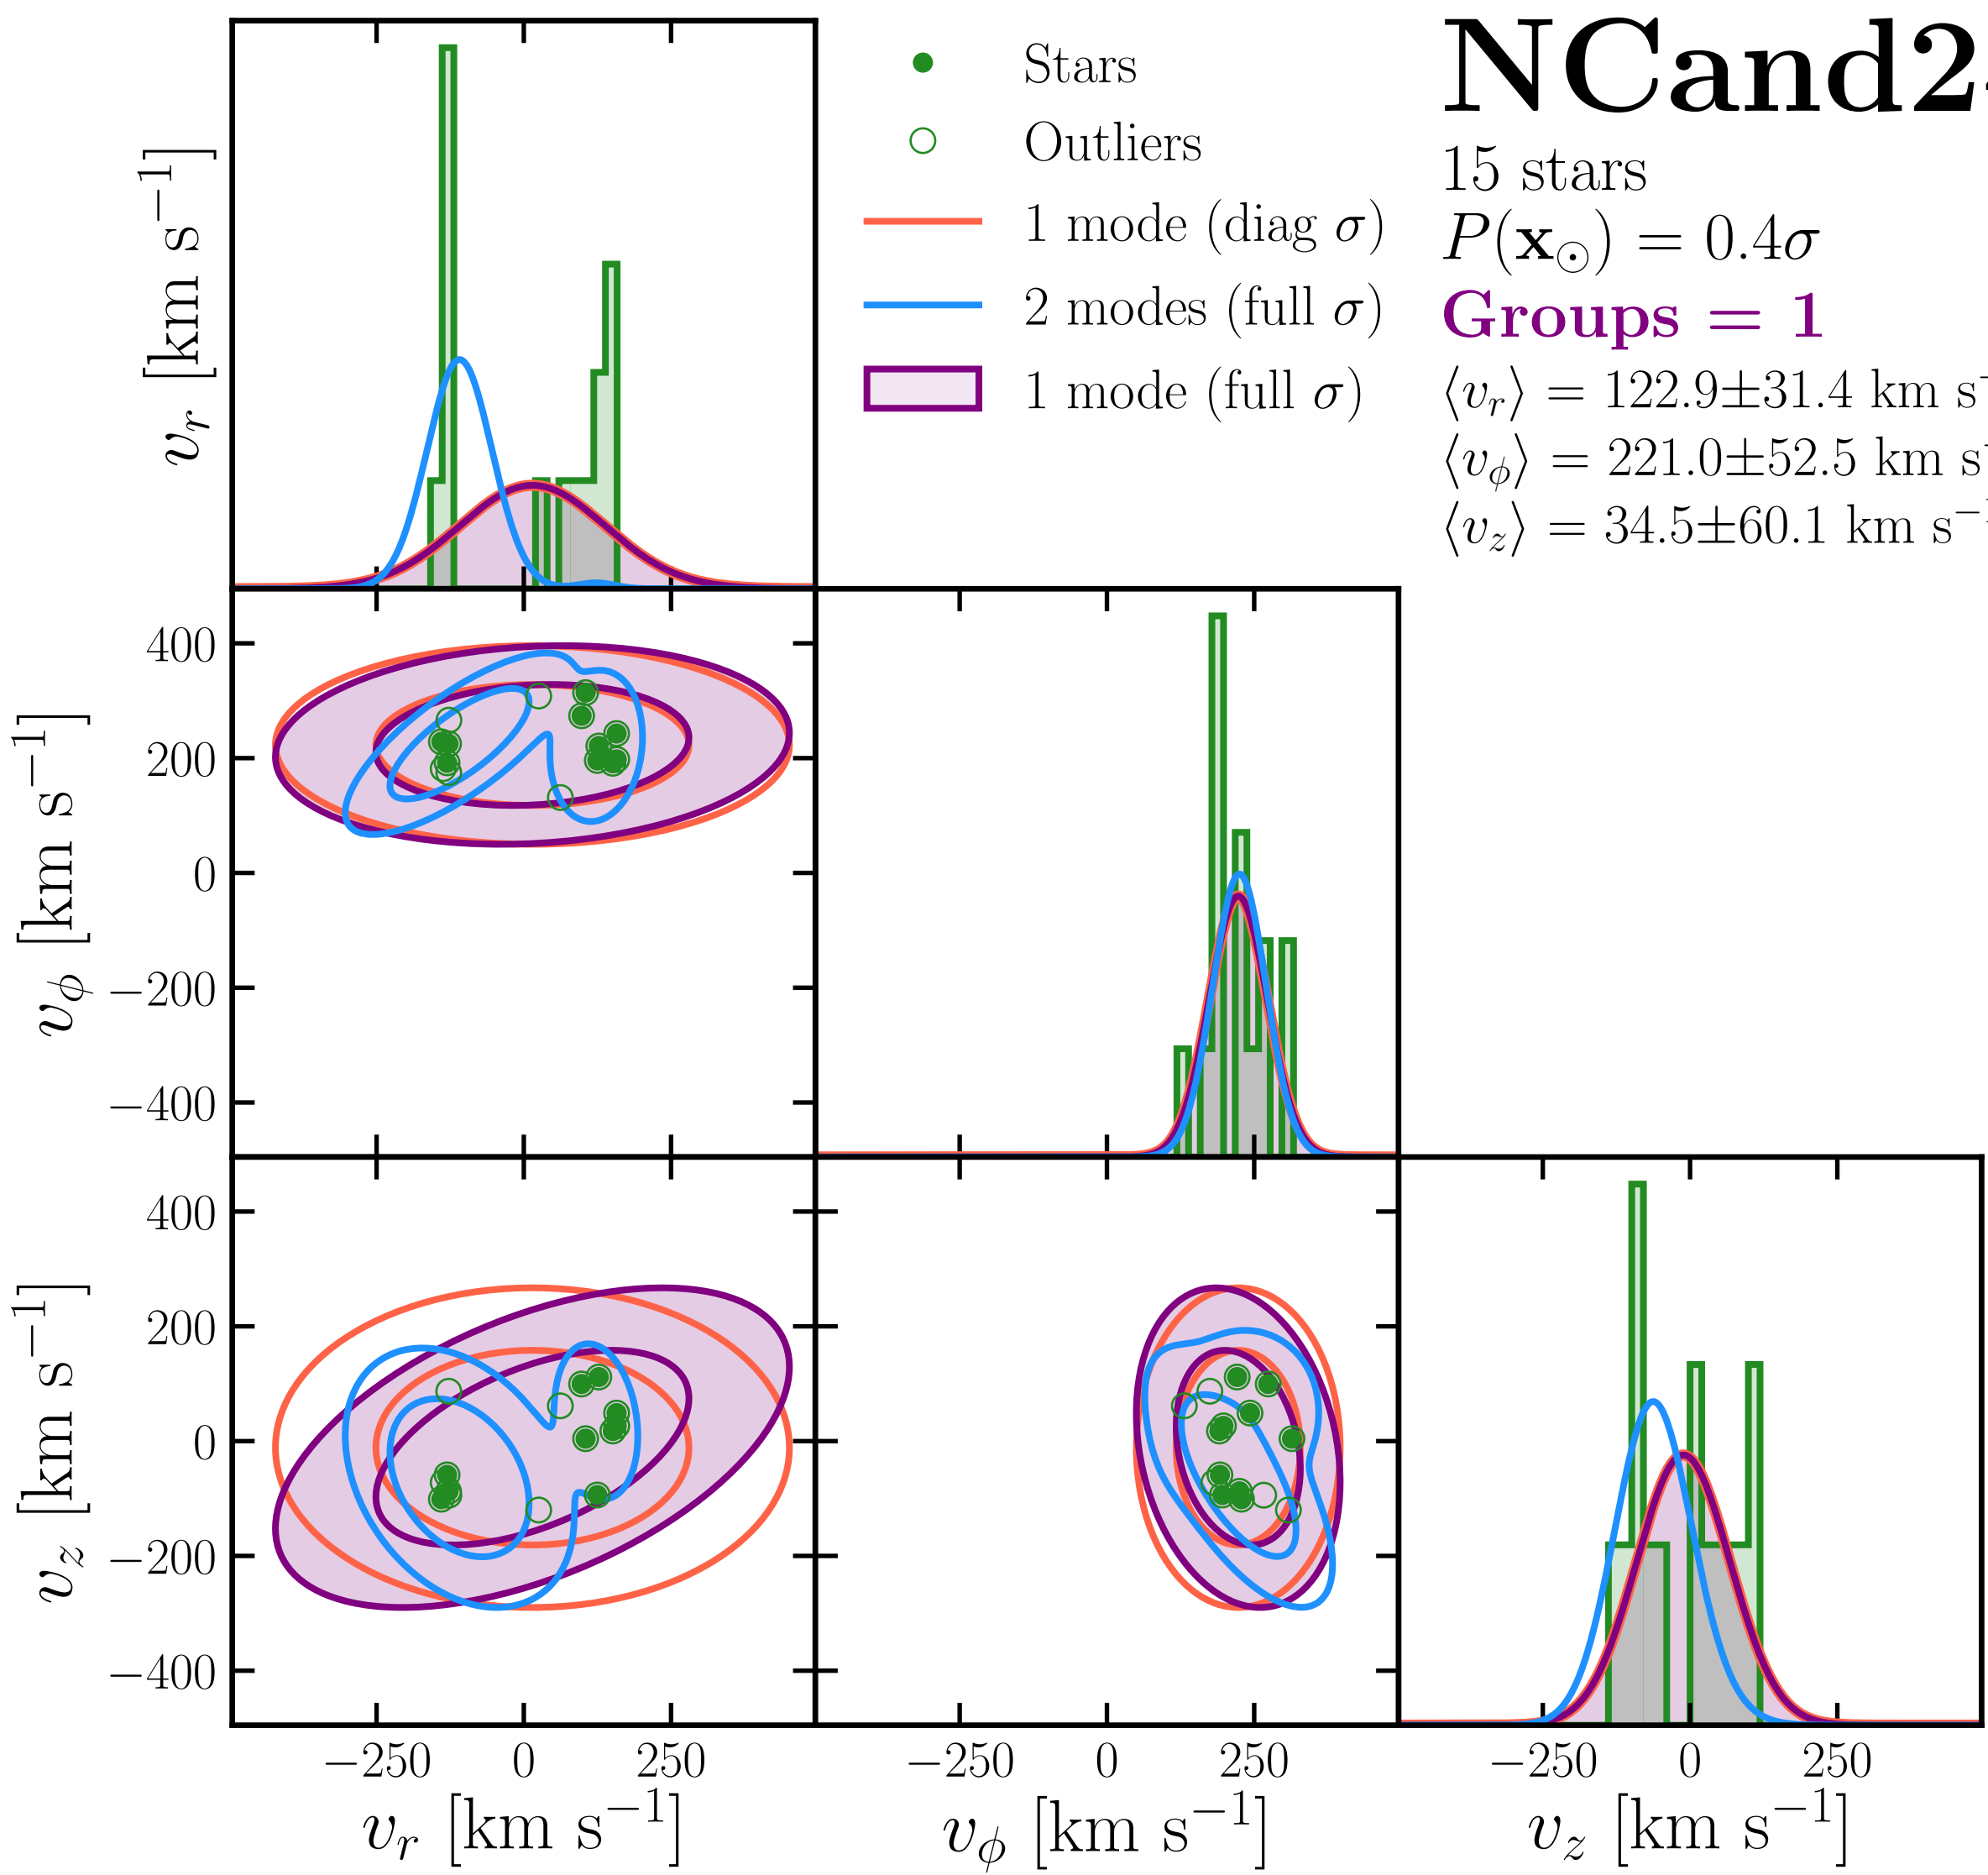 NCand2
15 stars
P(x⊙) = 0.4σ
Groups = 1
⟨v_r⟩ = 122.9±31.4 km s⁻
⟨v_ϕ⟩ = 221.0±52.5 km s⁻
⟨v_z⟩ = 34.5±60.1 km s⁻
Stars
Outliers
1 mode (diag σ)
2 modes (full σ)
1 mode (full σ)
v_r [km s⁻¹]
400
200
0
−200
−400
v_ϕ [km s⁻¹]
400
200
0
−200
−400
v_z [km s⁻¹]
−250 0 250
−250 0 250
−250 0 250
v_r [km s⁻¹]
v_ϕ [km s⁻¹]
v_z [km s⁻¹]